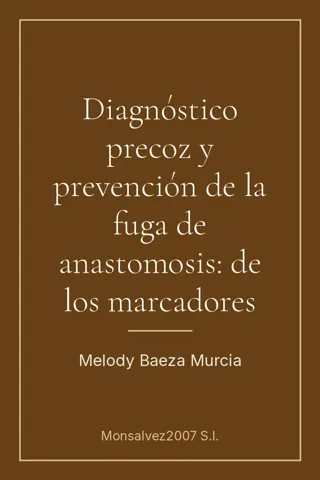 Diagnóstico
precoz y
prevención de la
fuga de
anastomosis: de
los marcadores
Melody Baeza Murcia
Monsalvez2007 S.l.